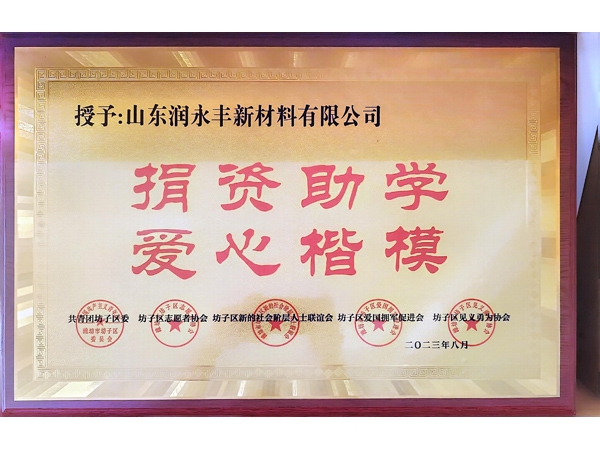 授予:山东润永丰新材料有限公司
捐资助学
爱心楷模
共青团坊子区委 坊子区志愿者协会 坊子区新的社会阶层人士联谊会 坊子区爱国拥军促进会 坊子区见义勇为协会
二〇二三年八月